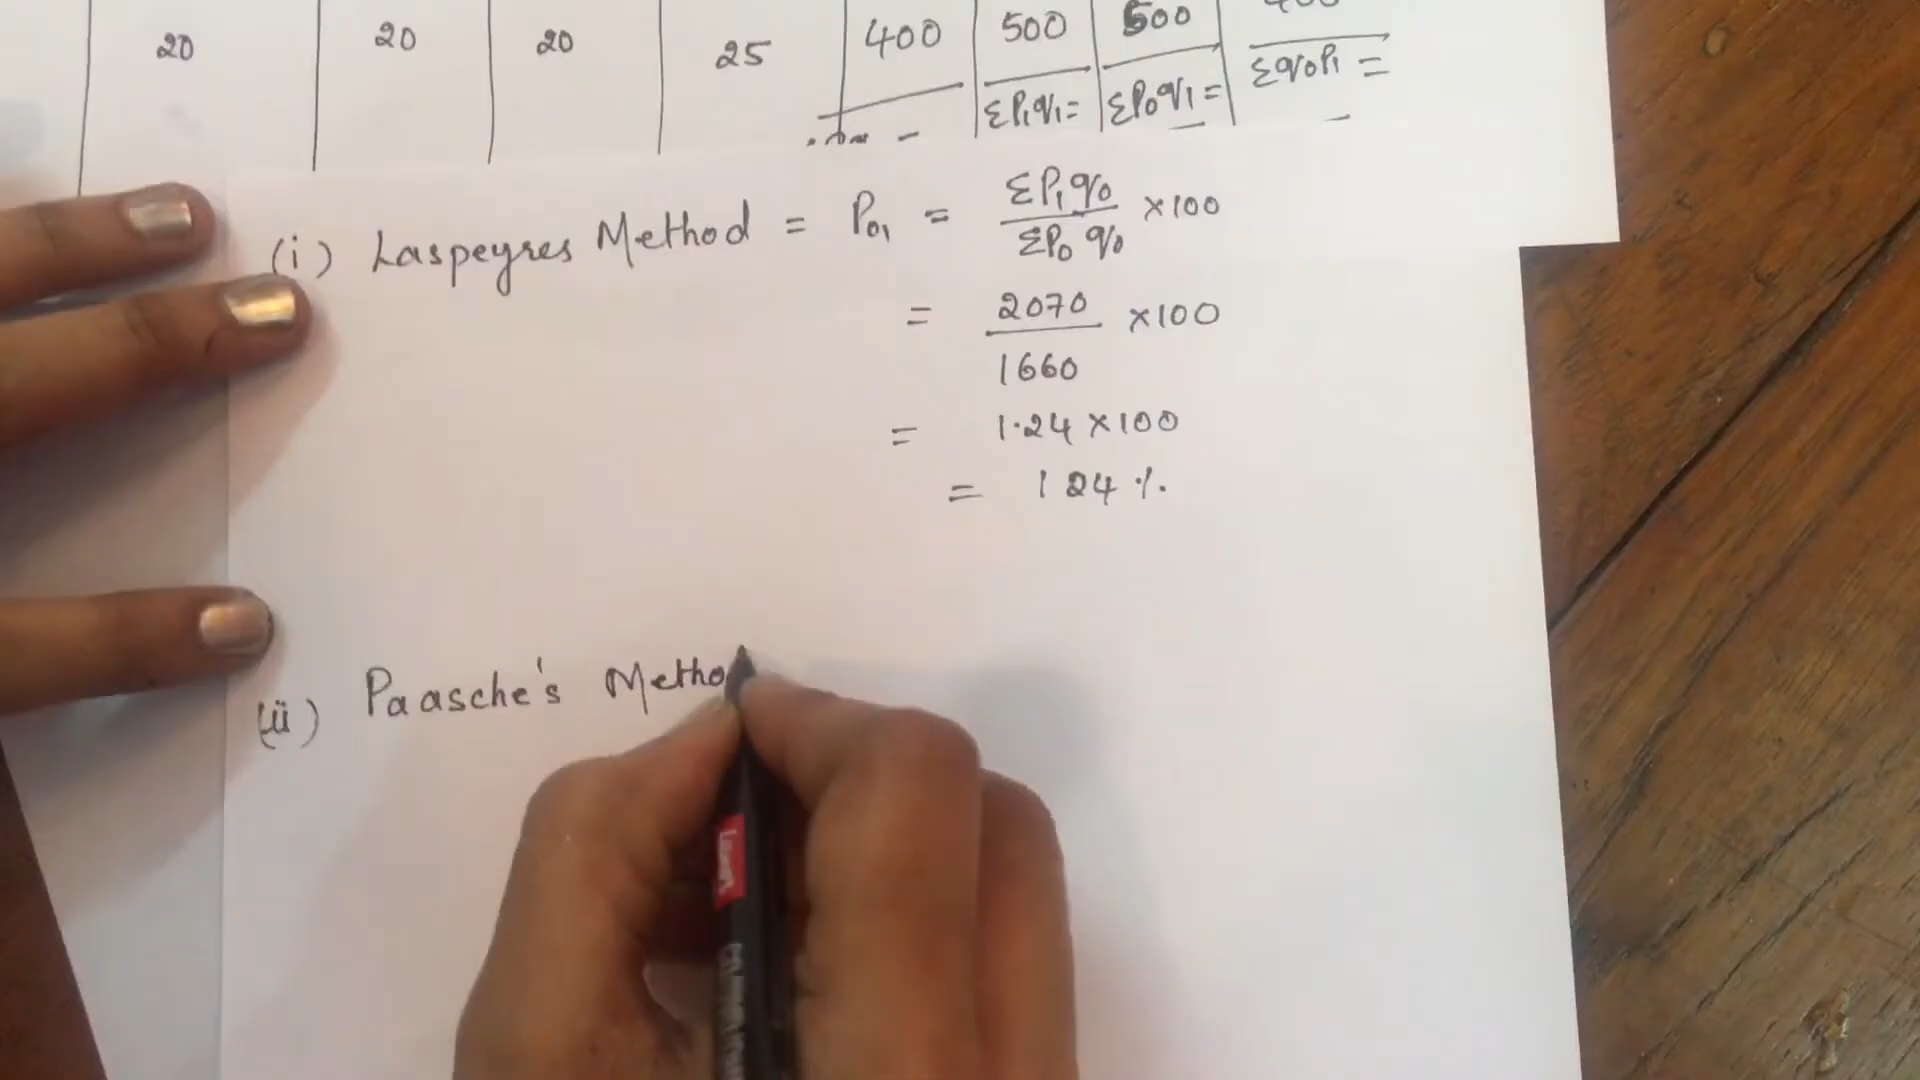 20 20 20 25 400 500 500
ΣP₁q₁= ΣP₀q₁= Σq₀P₁ =
(i) Laspeyres Method = P₀₁ = ΣP₁q₀ / ΣP₀q₀ ×100
= 2070 / 1660 ×100
= 1.24 ×100
= 124 %.
(ii) Paasche's Metho